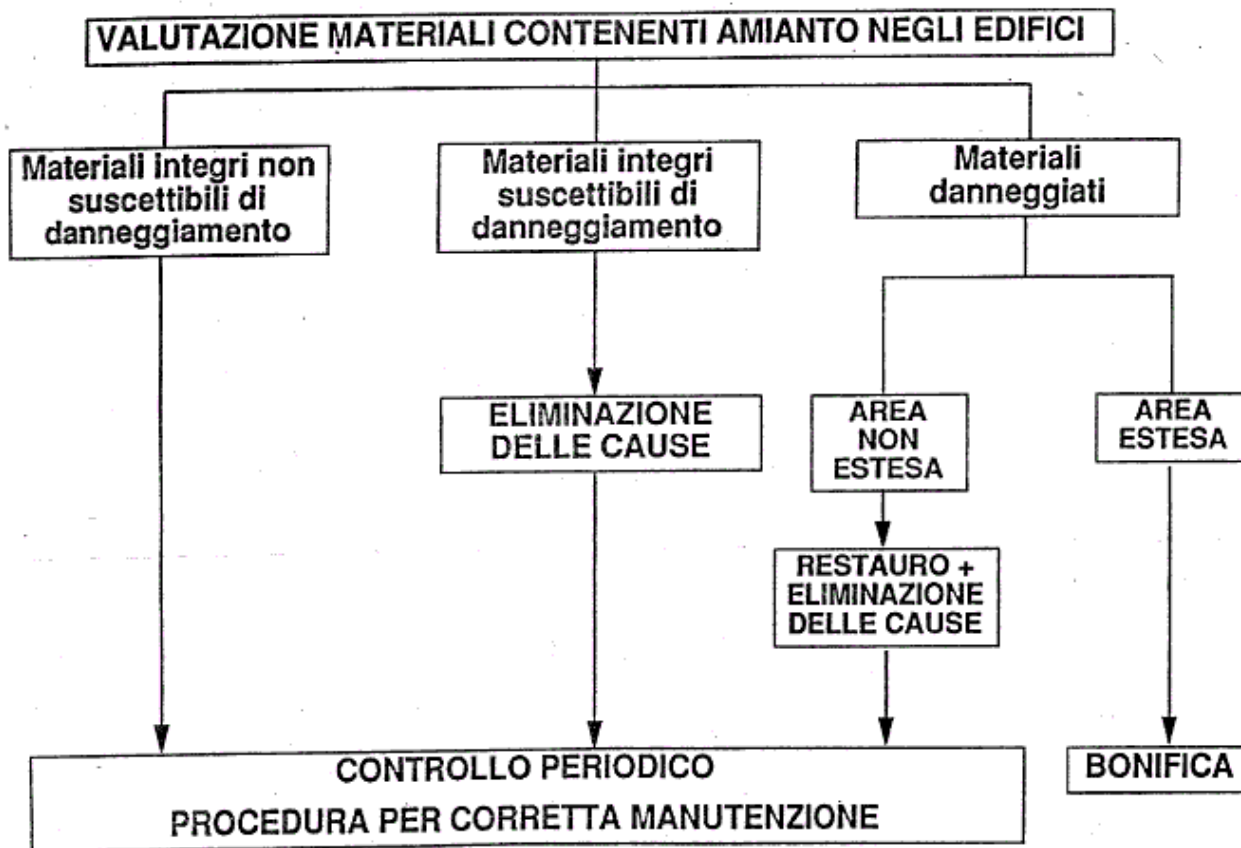 VALUTAZIONE MATERIALI CONTENENTI AMIANTO NEGLI EDIFICI
Materiali integri non
suscettibili di
danneggiamento
Materiali integri
suscettibili di
danneggiamento
Materiali
danneggiati
ELIMINAZIONE
DELLE CAUSE
AREA
NON
ESTESA
AREA
ESTESA
RESTAURO +
ELIMINAZIONE
DELLE CAUSE
CONTROLLO PERIODICO
PROCEDURA PER CORRETTA MANUTENZIONE
BONIFICA